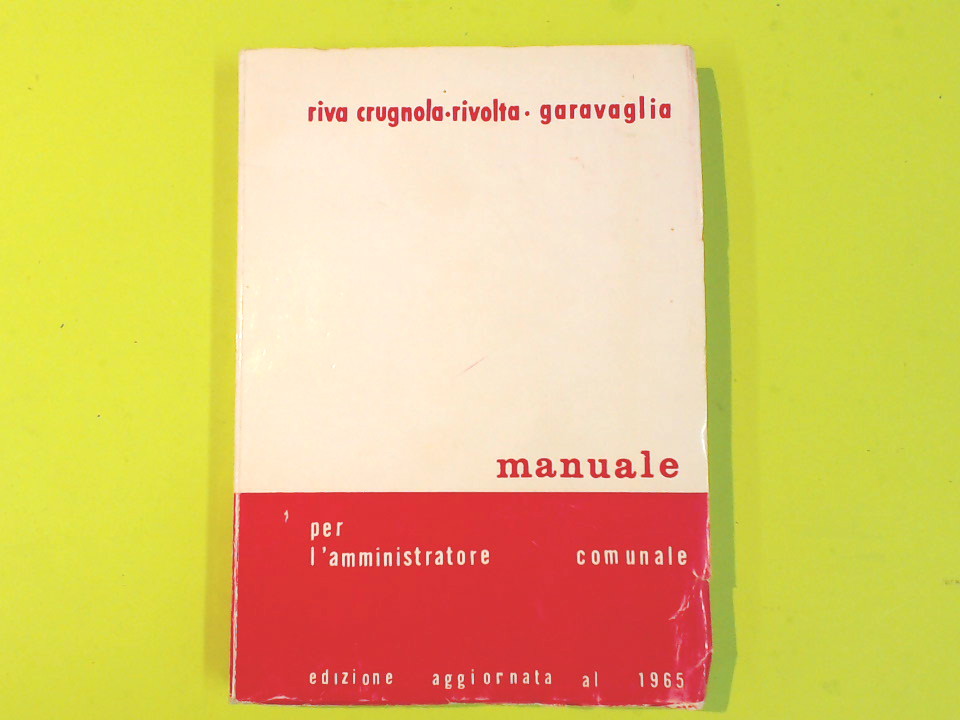 riva crugnola·rivolta· garavaglia
manuale
per
l'amministratore comunale
edizione aggiornata al 1965